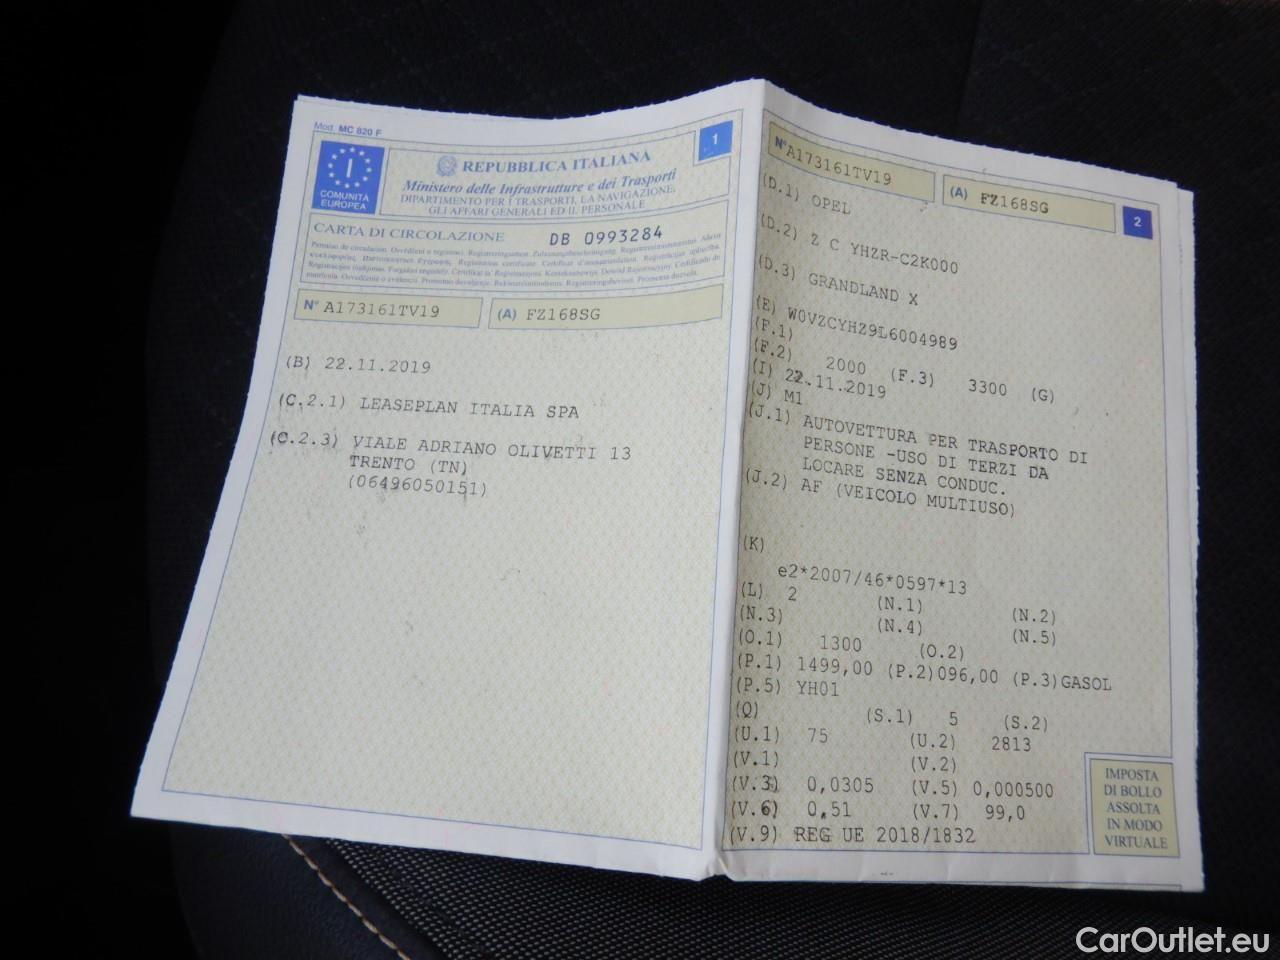 Mod. MC 820 F
I
COMUNITÀ
EUROPEA
REPUBBLICA ITALIANA
Ministero delle Infrastrutture e dei Trasporti
DIPARTIMENTO PER I TRASPORTI, LA NAVIGAZIONE,
GLI AFFARI GENERALI ED IL PERSONALE
1
CARTA DI CIRCOLAZIONE DB 0993284
N° A173161TV19 (A) FZ168SG
(B) 22.11.2019
(C.2.1) LEASEPLAN ITALIA SPA
(C.2.3) VIALE ADRIANO OLIVETTI 13
TRENTO (TN)
(06496050151)
N° A173161TV19 (A) FZ168SG
2
(D.1) OPEL
(D.2) Z C YHZR-C2K000
(D.3) GRANDLAND X
(E) W0VZCYHZ9L6004989
(F.1)
(F.2) 2000 (F.3) 3300 (G)
(I) 22.11.2019
(J) M1
(J.1) AUTOVETTURA PER TRASPORTO DI
PERSONE -USO DI TERZI DA
LOCARE SENZA CONDUC.
(J.2) AF (VEICOLO MULTIUSO)
(K)
e2*2007/46*0597*13
(L) 2 (N.1) (N.2)
(N.3) (N.4) (N.5)
(O.1) 1300 (O.2)
(P.1) 1499,00 (P.2)096,00 (P.3)GASOL
(P.5) YH01
(Q) (S.1) 5 (S.2)
(U.1) 75 (U.2) 2813
(V.1) (V.2)
(V.3) 0,0305 (V.5) 0,000500
(V.6) 0,51 (V.7) 99,0
(V.9) REG UE 2018/1832
IMPOSTA
DI BOLLO
ASSOLTA
IN MODO
VIRTUALE
CarOutlet.eu